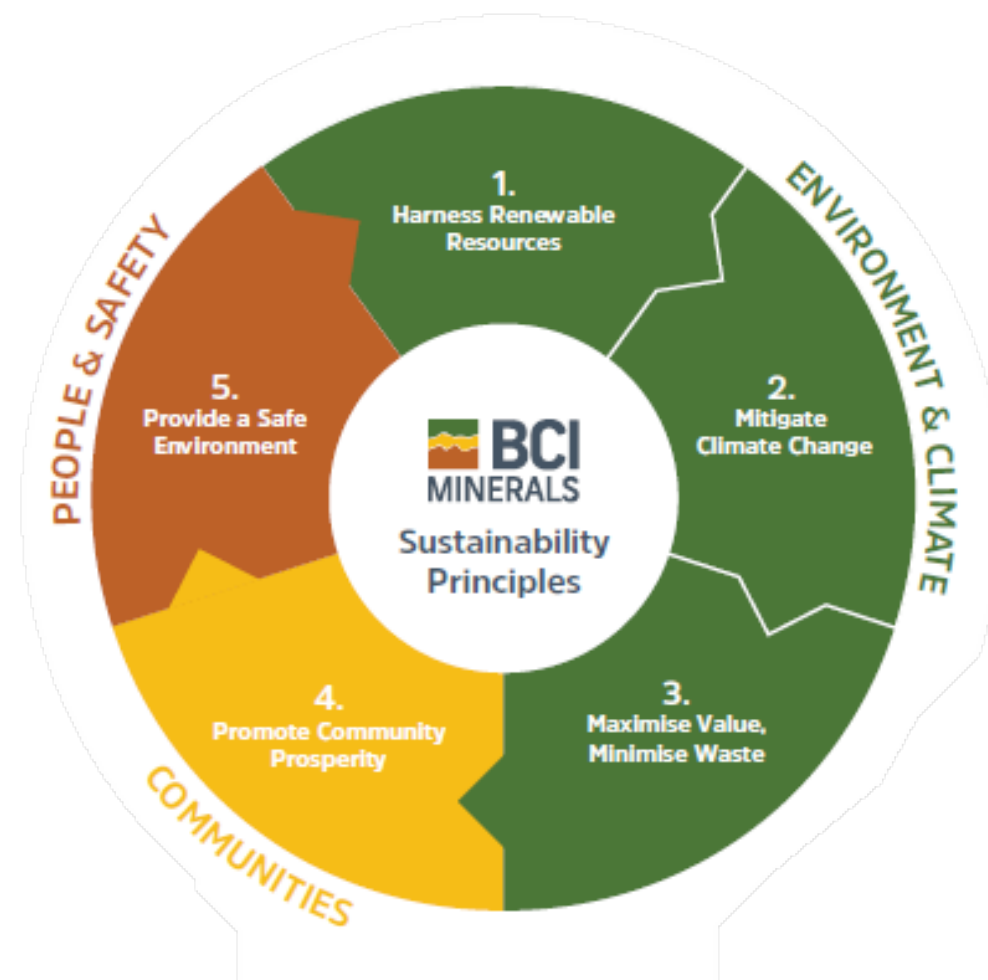 1.
Harness Renewable
Resources
ENVIRONMENT & CLIMATE
2.
Mitigate
Climate Change
3.
Maximise Value,
Minimise Waste
4.
Promote Community
Prosperity
COMMUNITIES
5.
Provide a Safe
Environment
PEOPLE & SAFETY
BCI
MINERALS
Sustainability
Principles